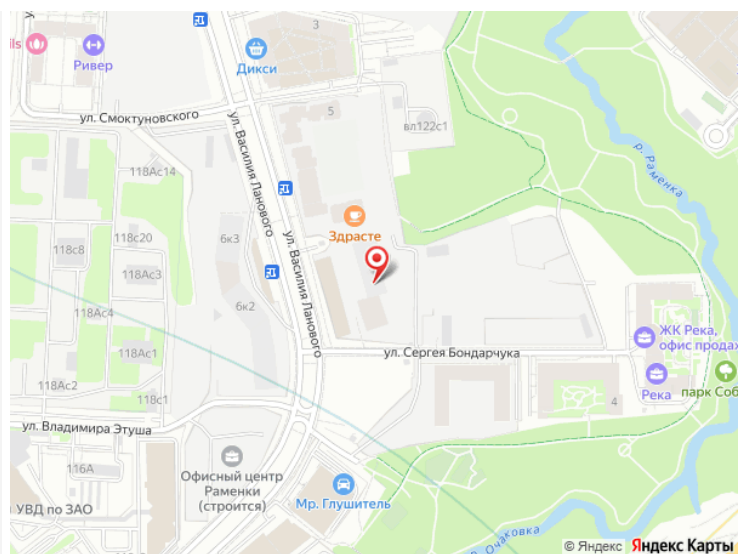 3
ils
Ривер
Дикси
ул. Смоктуновского
5
вл122с1
118Ас14
ул. Василия Ланового
р. Раменка
Здрасте
118с20
6к3
118с8
118Ас3
ул. Василия Ланового
6к2
ЖК Река,
офис продаж
118Ас1
ул. Сергея Бондарчука
118Ас2
118с1
Река
парк Соб
4
ул. Владимира Этуша
116А
Офисный центр
Раменки
(строится)
УВД по ЗАО
Мр. Глушитель
р. Очаковка
© Яндекс Яндекс Карты